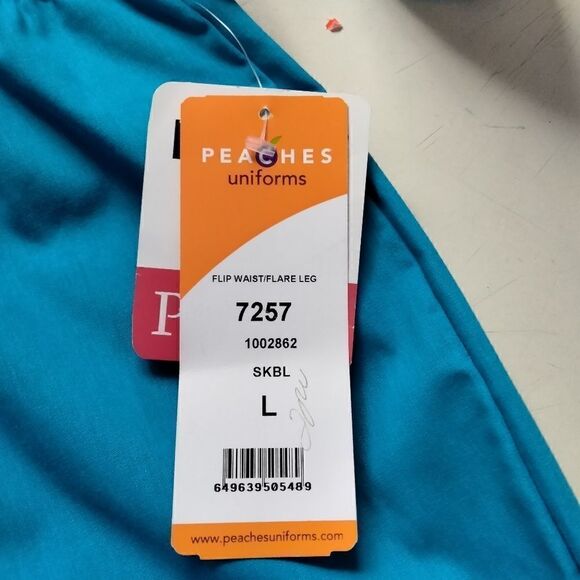 PEACHES
uniforms
FLIP WAIST/FLARE LEG
7257
1002862
SKBL
L
649639505489
www.peachesuniforms.com
P